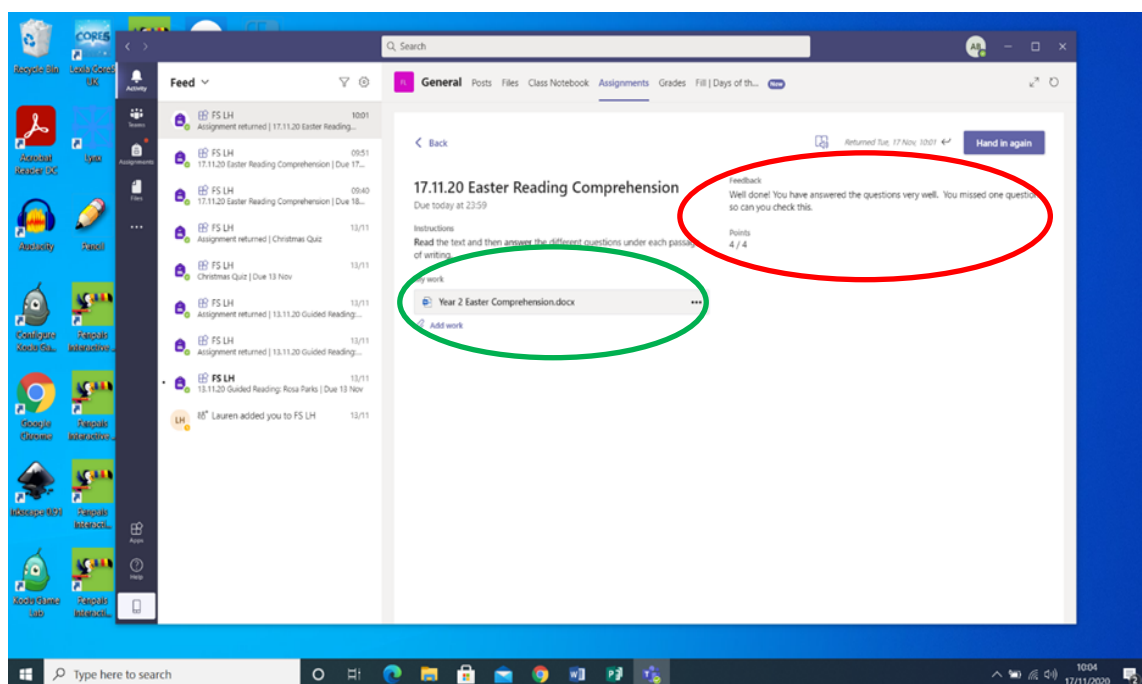 Recycle Bin
CORE5
Lexia Core5 UK
Acrobat Reader DC
Lynx
Audacity
Pencil
Google Chrome
Search
AB
Activity
Teams
Assignments
Files
Apps
Help
Feed
FS LH 10:01
Assignment returned | 17.11.20 Easter Reading...
FS LH 09:51
17.11.20 Easter Reading Comprehension | Due 17...
FS LH 09:40
17.11.20 Easter Reading Comprehension | Due 18...
FS LH 13/11
Assignment returned | Christmas Quiz
FS LH 13/11
Christmas Quiz | Due 13 Nov
FS LH 13/11
Assignment returned | 13.11.20 Guided Reading:...
FS LH 13/11
Assignment returned | 13.11.20 Guided Reading:...
FS LH 13/11
13.11.20 Guided Reading: Rosa Parks | Due 13 Nov
LH Lauren added you to FS LH 13/11
FL General Posts Files Class Notebook Assignments Grades Fill | Days of th... New
Back
Returned Tue, 17 Nov, 10:01 Hand in again
17.11.20 Easter Reading Comprehension
Due today at 23:59
Instructions
Read the text and then answer the different questions under each passage
of writing.
My work
Year 2 Easter Comprehension.docx
Add work
Feedback
Well done! You have answered the questions very well. You missed one question
so can you check this.
Points
4 / 4
Type here to search
10:04
17/11/2020